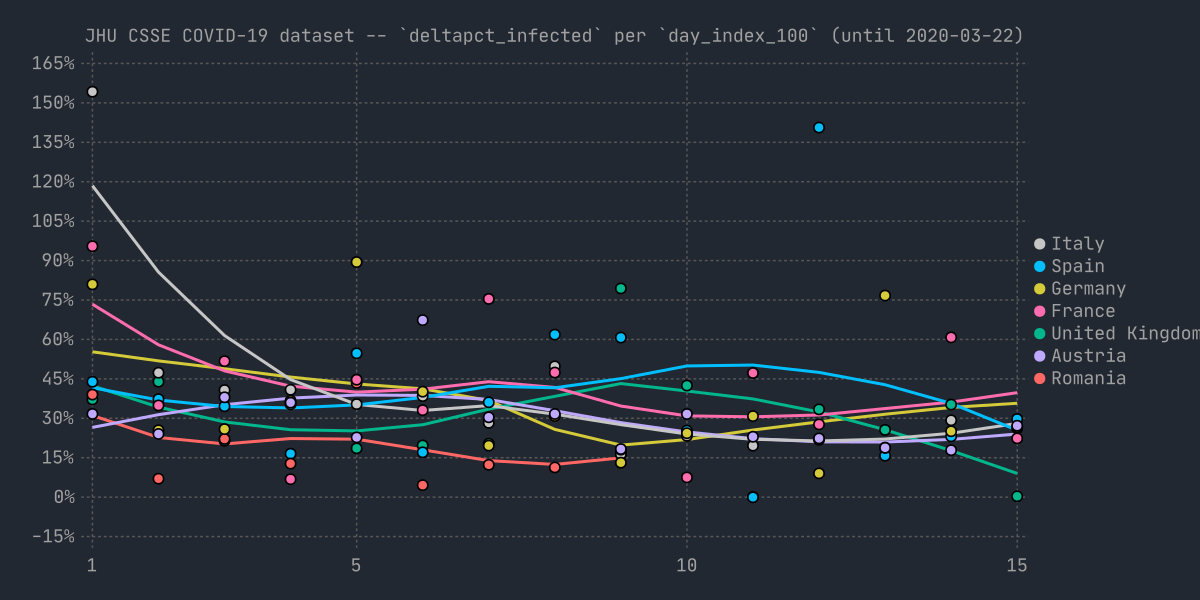 JHU CSSE COVID-19 dataset -- `deltapct_infected` per `day_index_100` (until 2020-03-22)
165%
150%
135%
120%
105%
90%
75%
60%
45%
30%
15%
0%
-15%
1
5
10
15
Italy
Spain
Germany
France
United Kingdom
Austria
Romania